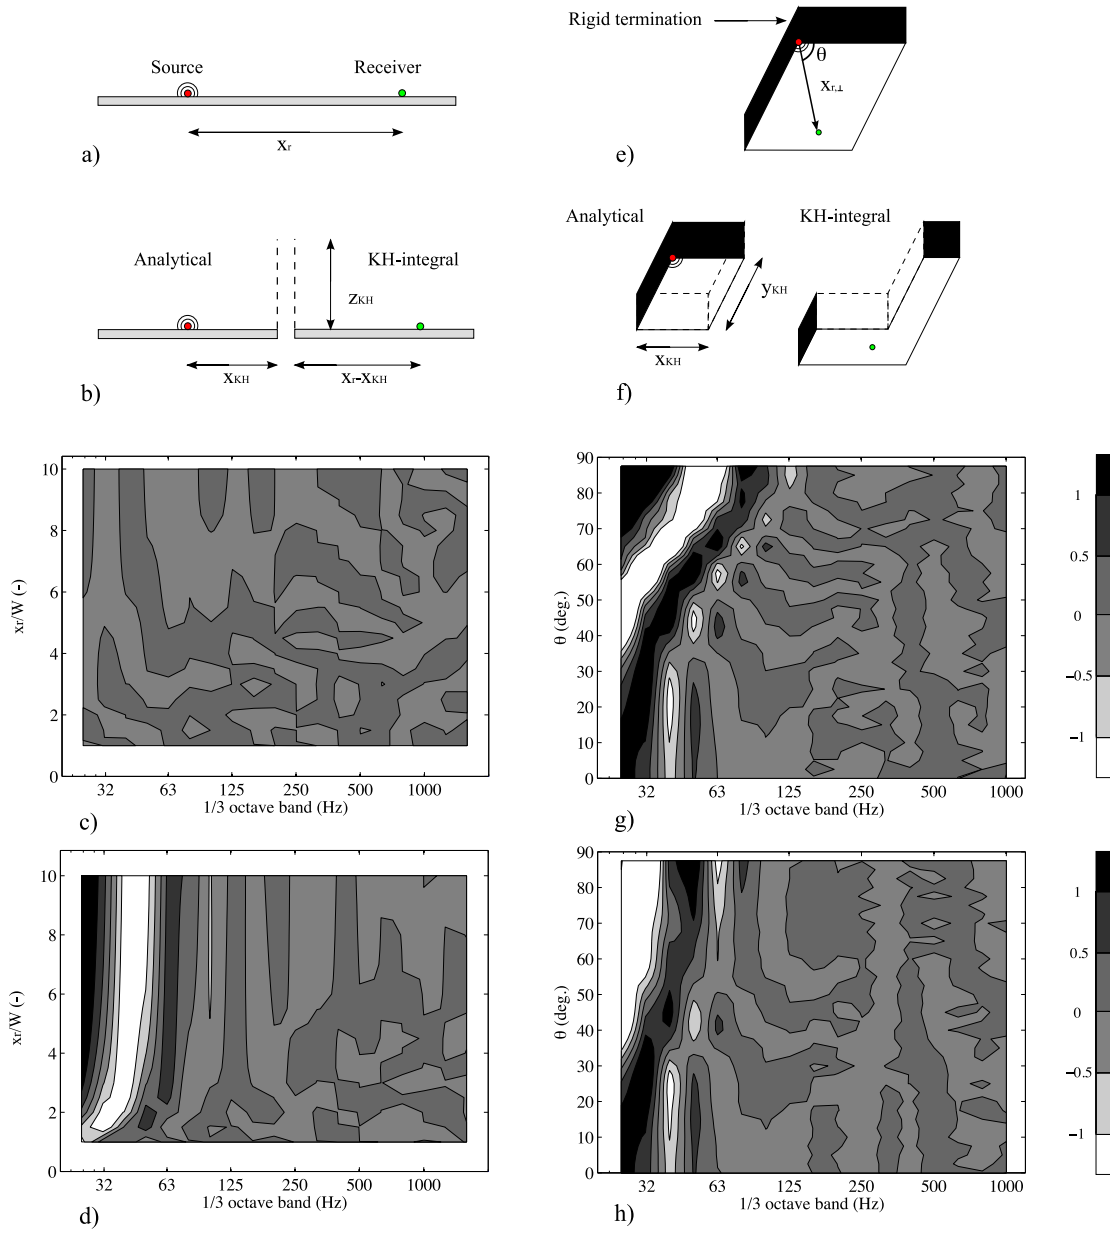 Source
Receiver
xr
a)
Analytical
KH-integral
zKH
xKH
xr-xKH
b)
Rigid termination
θ
xr,⊥
e)
Analytical
KH-integral
yKH
xKH
f)
10
8
6
4
2
0
xr/W (-)
32
63
125
250
500
1000
1/3 octave band (Hz)
c)
90
80
70
60
50
40
30
20
10
0
θ (deg.)
32
63
125
250
500
1000
1/3 octave band (Hz)
g)
1
0.5
0
−0.5
−1
10
8
6
4
2
0
xr/W (-)
32
63
125
250
500
1000
1/3 octave band (Hz)
d)
90
80
70
60
50
40
30
20
10
0
θ (deg.)
32
63
125
250
500
1000
1/3 octave band (Hz)
h)
1
0.5
0
−0.5
−1